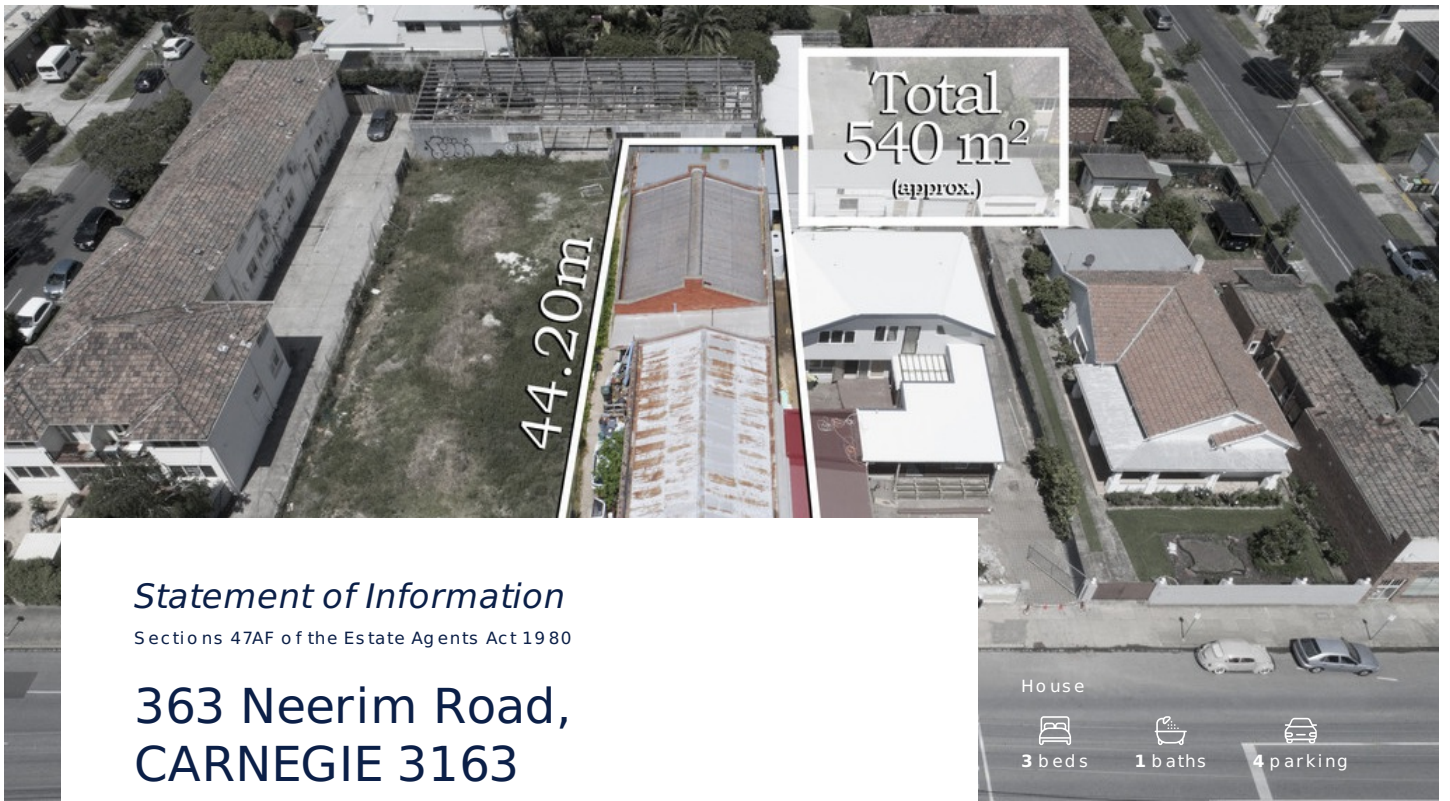 Total
540 m²
(approx.)
44.20m
Statement of Information
Sections 47AF of the Estate Agents Act 1980
363 Neerim Road,
CARNEGIE 3163
House
3 beds 1 baths 4 parking